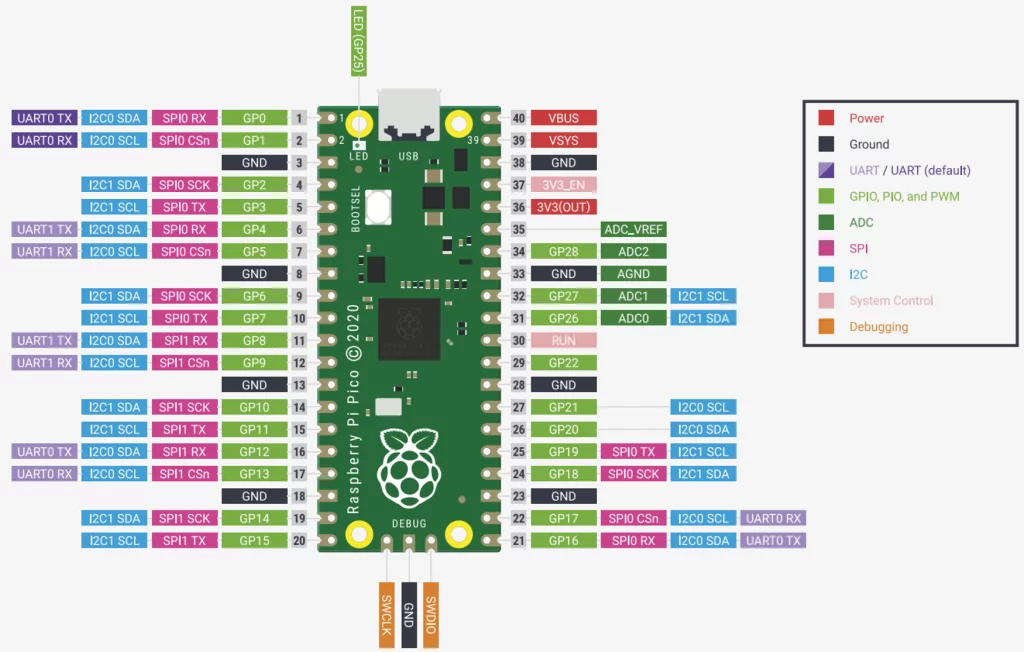 LED (GP25)
UART0 TX I2C0 SDA SPI0 RX GP0 1
UART0 RX I2C0 SCL SPI0 CSn GP1 2
GND 3
I2C1 SDA SPI0 SCK GP2 4
I2C1 SCL SPI0 TX GP3 5
UART1 TX I2C0 SDA SPI0 RX GP4 6
UART1 RX I2C0 SCL SPI0 CSn GP5 7
GND 8
I2C1 SDA SPI0 SCK GP6 9
I2C1 SCL SPI0 TX GP7 10
UART1 TX I2C0 SDA SPI1 RX GP8 11
UART1 RX I2C0 SCL SPI1 CSn GP9 12
GND 13
I2C1 SDA SPI1 SCK GP10 14
I2C1 SCL SPI1 TX GP11 15
UART0 TX I2C0 SDA SPI1 RX GP12 16
UART0 RX I2C0 SCL SPI1 CSn GP13 17
GND 18
I2C1 SDA SPI1 SCK GP14 19
I2C1 SCL SPI1 TX GP15 20
1
2
39
LED
USB
BOOTSEL
Raspberry Pi Pico © 2020
DEBUG
SWCLK
GND
SWDIO
40 VBUS
39 VSYS
38 GND
37 3V3_EN
36 3V3(OUT)
35 ADC_VREF
34 GP28 ADC2
33 GND AGND
32 GP27 ADC1 I2C1 SCL
31 GP26 ADC0 I2C1 SDA
30 RUN
29 GP22
28 GND
27 GP21 I2C0 SCL
26 GP20 I2C0 SDA
25 GP19 SPI0 TX I2C1 SCL
24 GP18 SPI0 SCK I2C1 SDA
23 GND
22 GP17 SPI0 CSn I2C0 SCL UART0 RX
21 GP16 SPI0 RX I2C0 SDA UART0 TX
Power
Ground
UART / UART (default)
GPIO, PIO, and PWM
ADC
SPI
I2C
System Control
Debugging